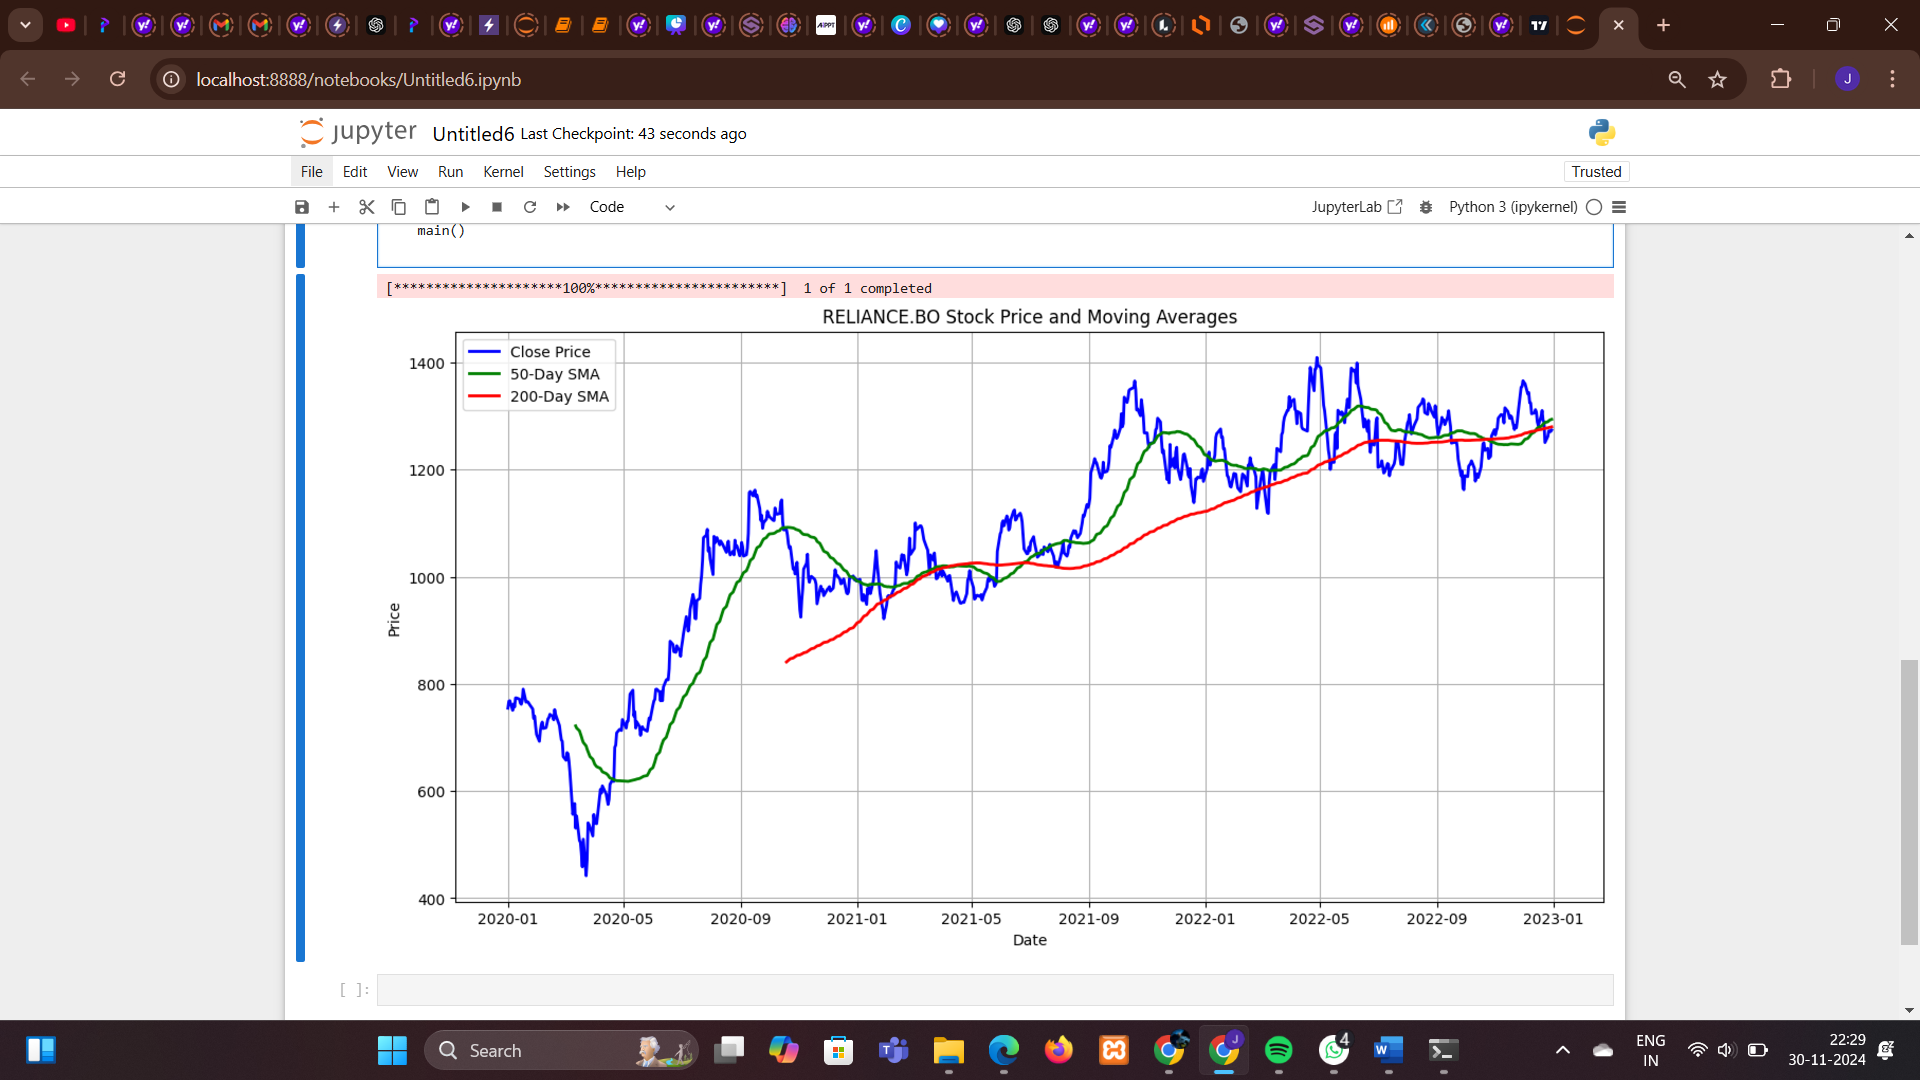 localhost:8888/notebooks/Untitled6.ipynb
J
jupyter Untitled6 Last Checkpoint: 43 seconds ago
File Edit View Run Kernel Settings Help Trusted
Code JupyterLab Python 3 (ipykernel)
main()
[*********************100%***********************]  1 of 1 completed
RELIANCE.BO Stock Price and Moving Averages
Close Price
50-Day SMA
200-Day SMA
1400
1200
1000
800
600
400
Price
2020-01 2020-05 2020-09 2021-01 2021-05 2021-09 2022-01 2022-05 2022-09 2023-01
Date
[ ]:
Search
4
ENG
IN
22:29
30-11-2024